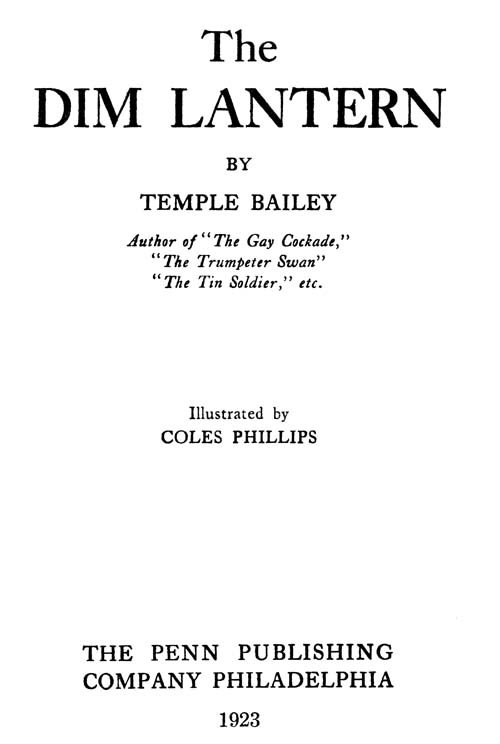 The
DIM LANTERN
BY
TEMPLE BAILEY
Author of "The Gay Cockade,"
"The Trumpeter Swan"
"The Tin Soldier," etc.
Illustrated by
COLES PHILLIPS
THE PENN PUBLISHING
COMPANY PHILADELPHIA
1923